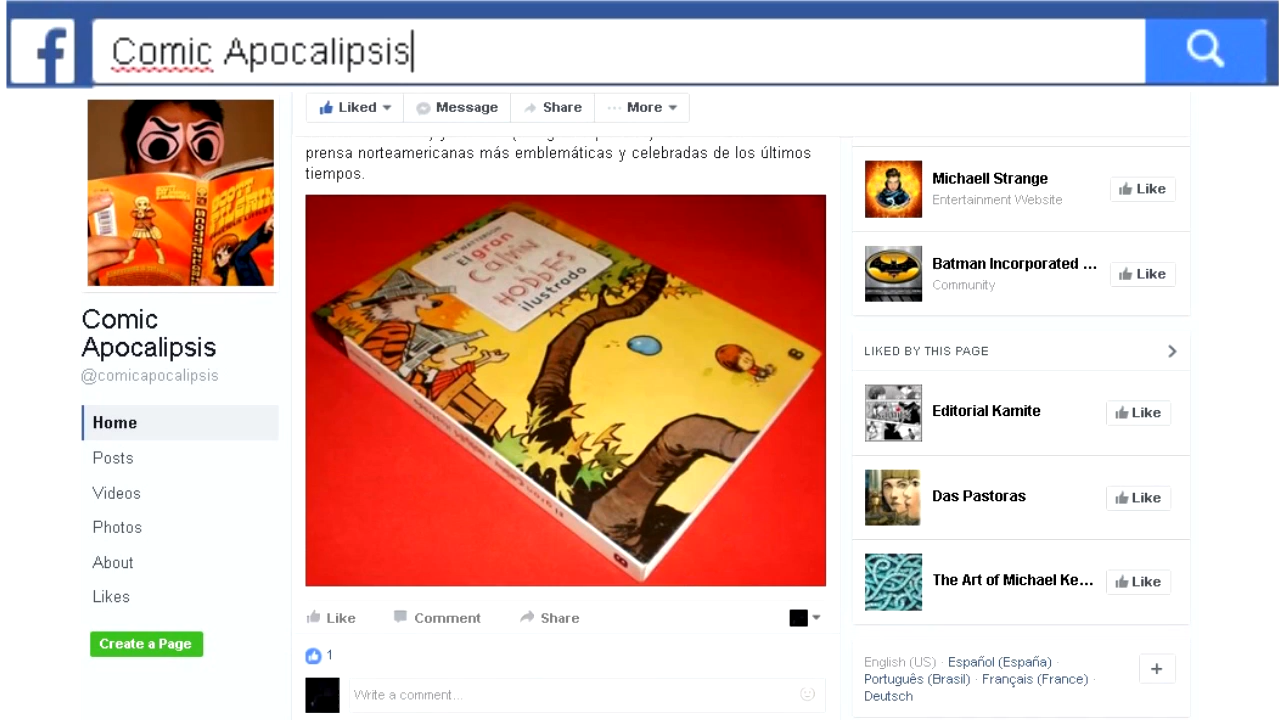 f
Comic Apocalipsis
Liked
Message
Share
More
prensa norteamericanas más emblemáticas y celebradas de los últimos
tiempos.
BILL WATTERSON
El gran
CALVIN
y
HOBBES
ilustrado
B
Like
Comment
Share
1
Write a comment...
Comic
Apocalipsis
@comicapocalipsis
Home
Posts
Videos
Photos
About
Likes
Create a Page
Michaell Strange
Entertainment Website
Like
Batman Incorporated ...
Community
Like
LIKED BY THIS PAGE
Editorial Kamite
Like
Das Pastoras
Like
The Art of Michael Ke...
Like
English (US) · Español (España) ·
Português (Brasil) · Français (France) ·
Deutsch
+